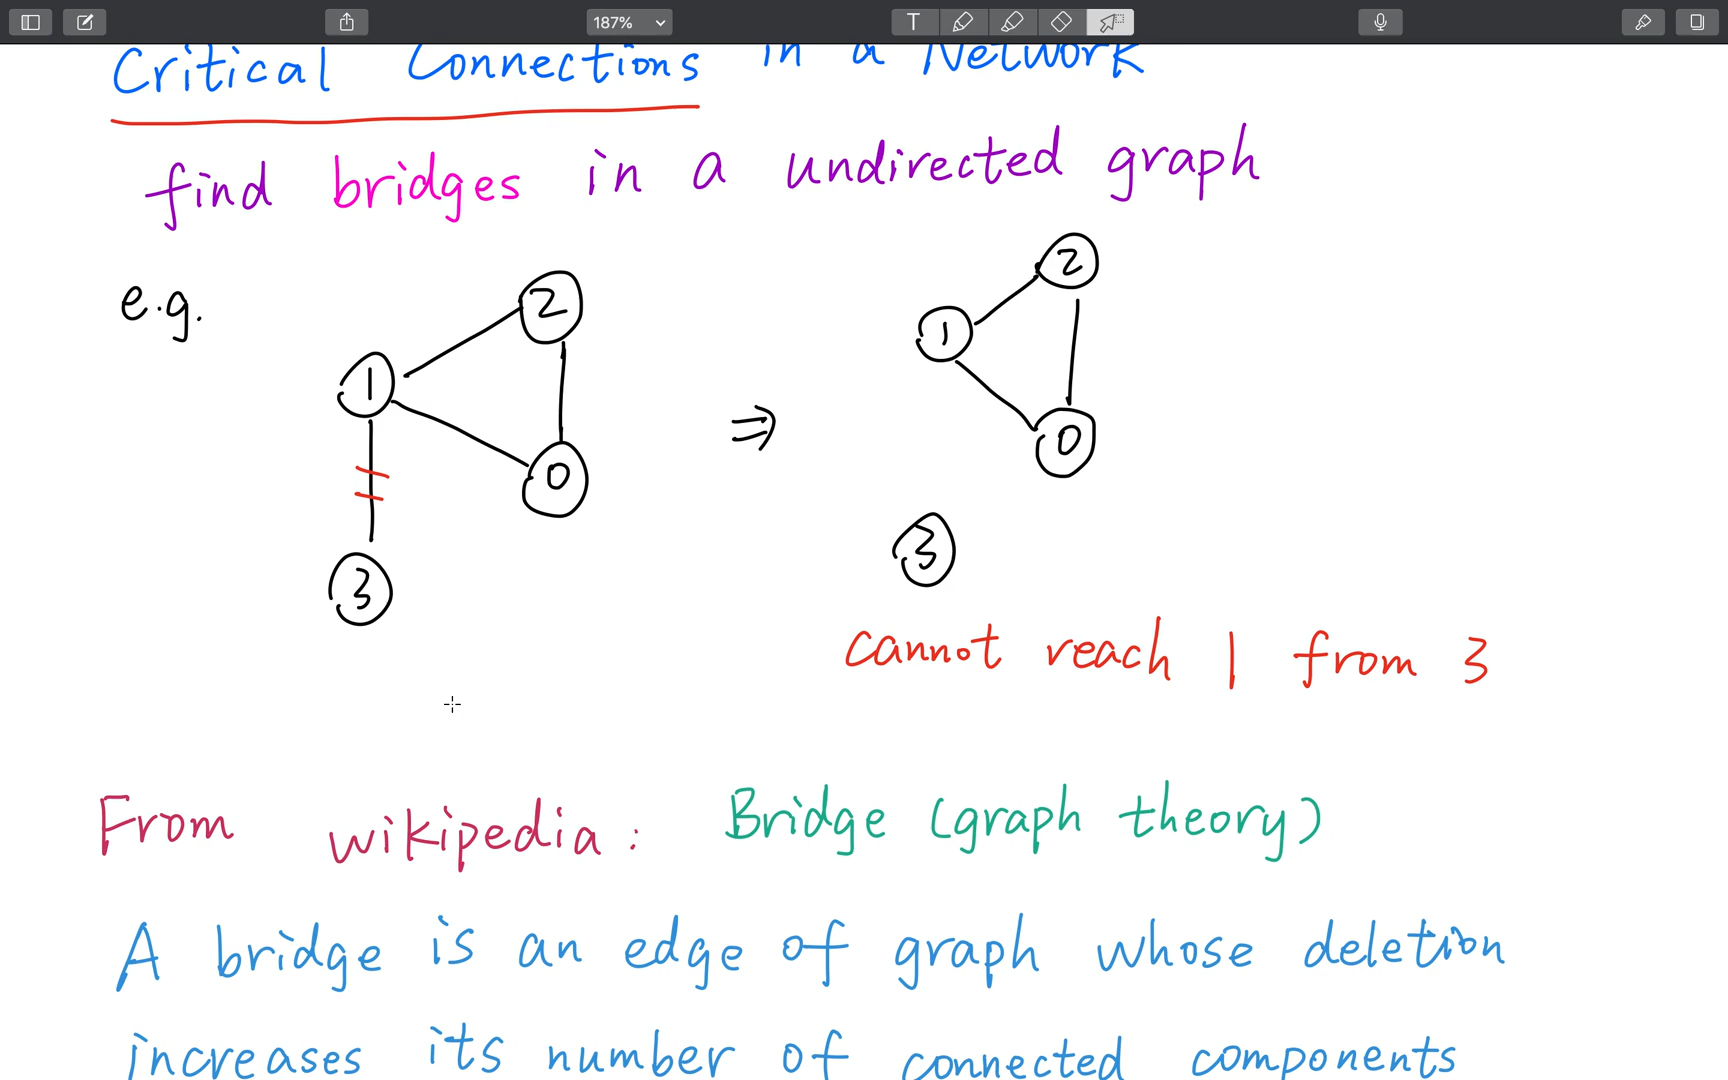 187%
T
Critical Connections in a Network
find bridges in a undirected graph
e.g.
2
1
0
3
⇒
2
1
0
3
cannot reach 1 from 3
From wikipedia: Bridge (graph theory)
A bridge is an edge of graph whose deletion
increases its number of connected components